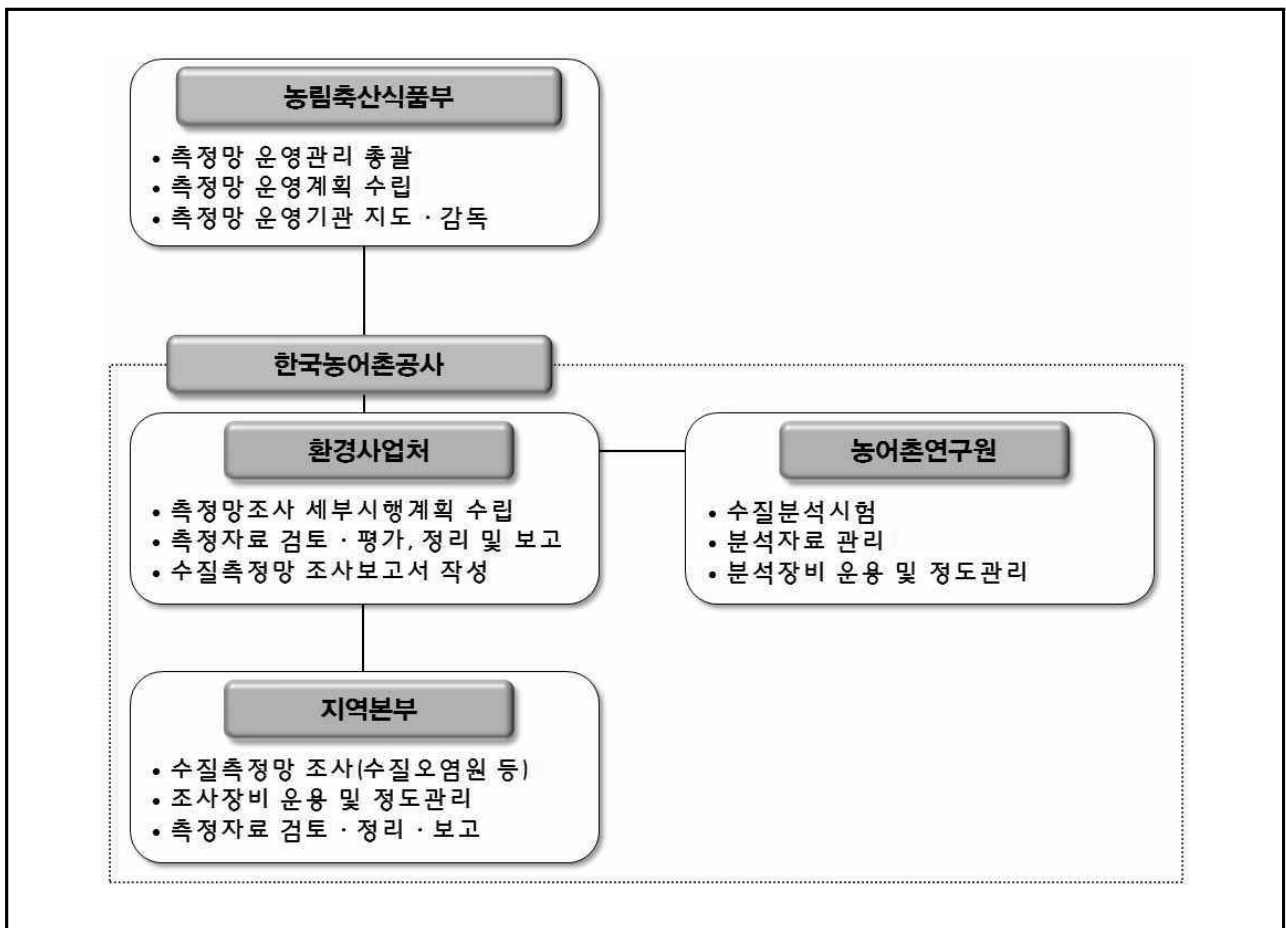 농림축산식품부
• 측정망 운영관리 총괄
• 측정망 운영계획 수립
• 측정망 운영기관 지도 · 감독
한국농어촌공사
환경사업처
• 측정망조사 세부시행계획 수립
• 측정자료 검토 · 평가, 정리 및 보고
• 수질측정망 조사보고서 작성
농어촌연구원
• 수질분석시험
• 분석자료 관리
• 분석장비 운용 및 정도관리
지역본부
• 수질측정망 조사(수질오염원 등)
• 조사장비 운용 및 정도관리
• 측정자료 검토 · 정리 · 보고